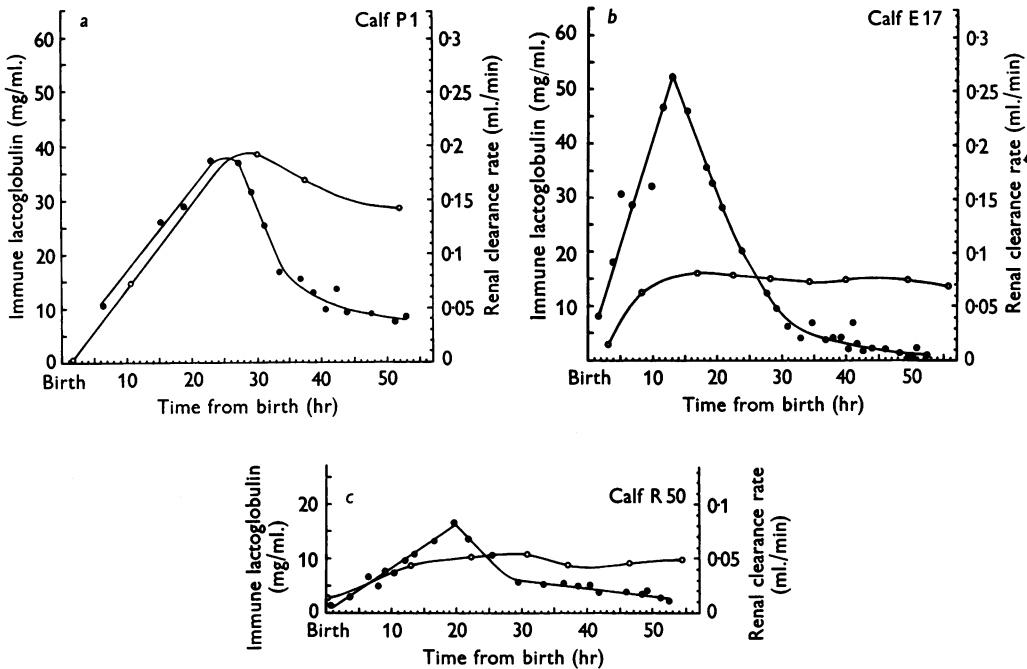 a
Calf P1
60
50
40
30
20
10
0
Immune lactoglobulin (mg/ml.)
0·3
0·25
0·2
0·15
0·1
0·05
0
Renal clearance rate (ml./min)
Birth 10 20 30 40 50
Time from birth (hr)
b
Calf E17
60
50
40
30
20
10
Immune lactoglobulin (mg/ml.)
0·3
0·25
0·2
0·15
0·1
0·05
0
Renal clearance rate (ml./min)
Birth 10 20 30 40 50
Time from birth (hr)
c
Calf R 50
20
10
0
Immune lactoglobulin
(mg/ml.)
0·1
0·05
0
Renal clearance rate
(ml./min)
Birth 10 20 30 40 50
Time from birth (hr)